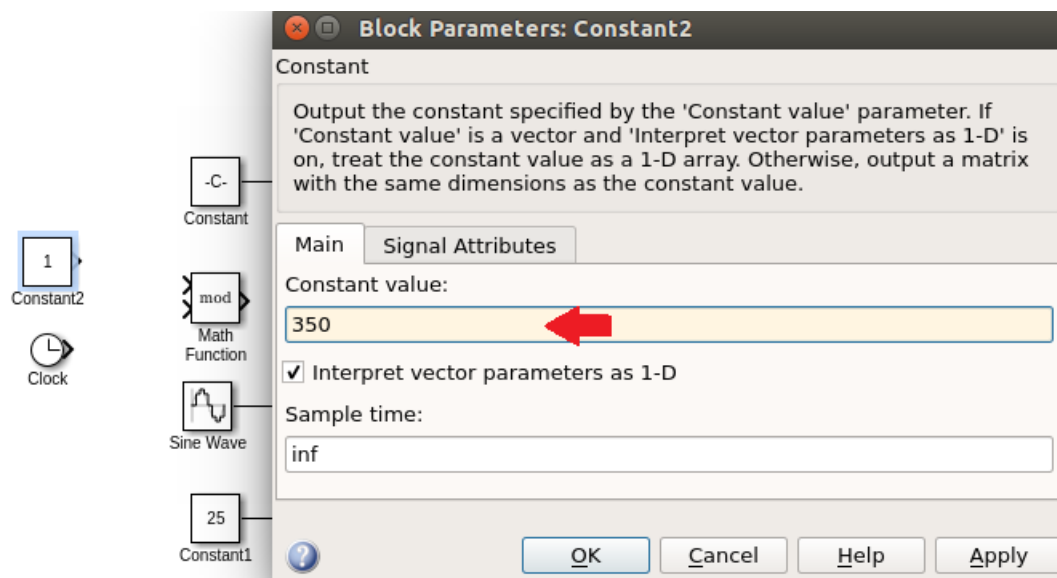 Block Parameters: Constant2
Constant
Output the constant specified by the 'Constant value' parameter. If
'Constant value' is a vector and 'Interpret vector parameters as 1-D' is
on, treat the constant value as a 1-D array. Otherwise, output a matrix
with the same dimensions as the constant value.
Main
Signal Attributes
Constant value:
350
Interpret vector parameters as 1-D
Sample time:
inf
?
OK
Cancel
Help
Apply
-C-
Constant
1
Constant2
mod
Math
Function
Clock
Sine Wave
25
Constant1